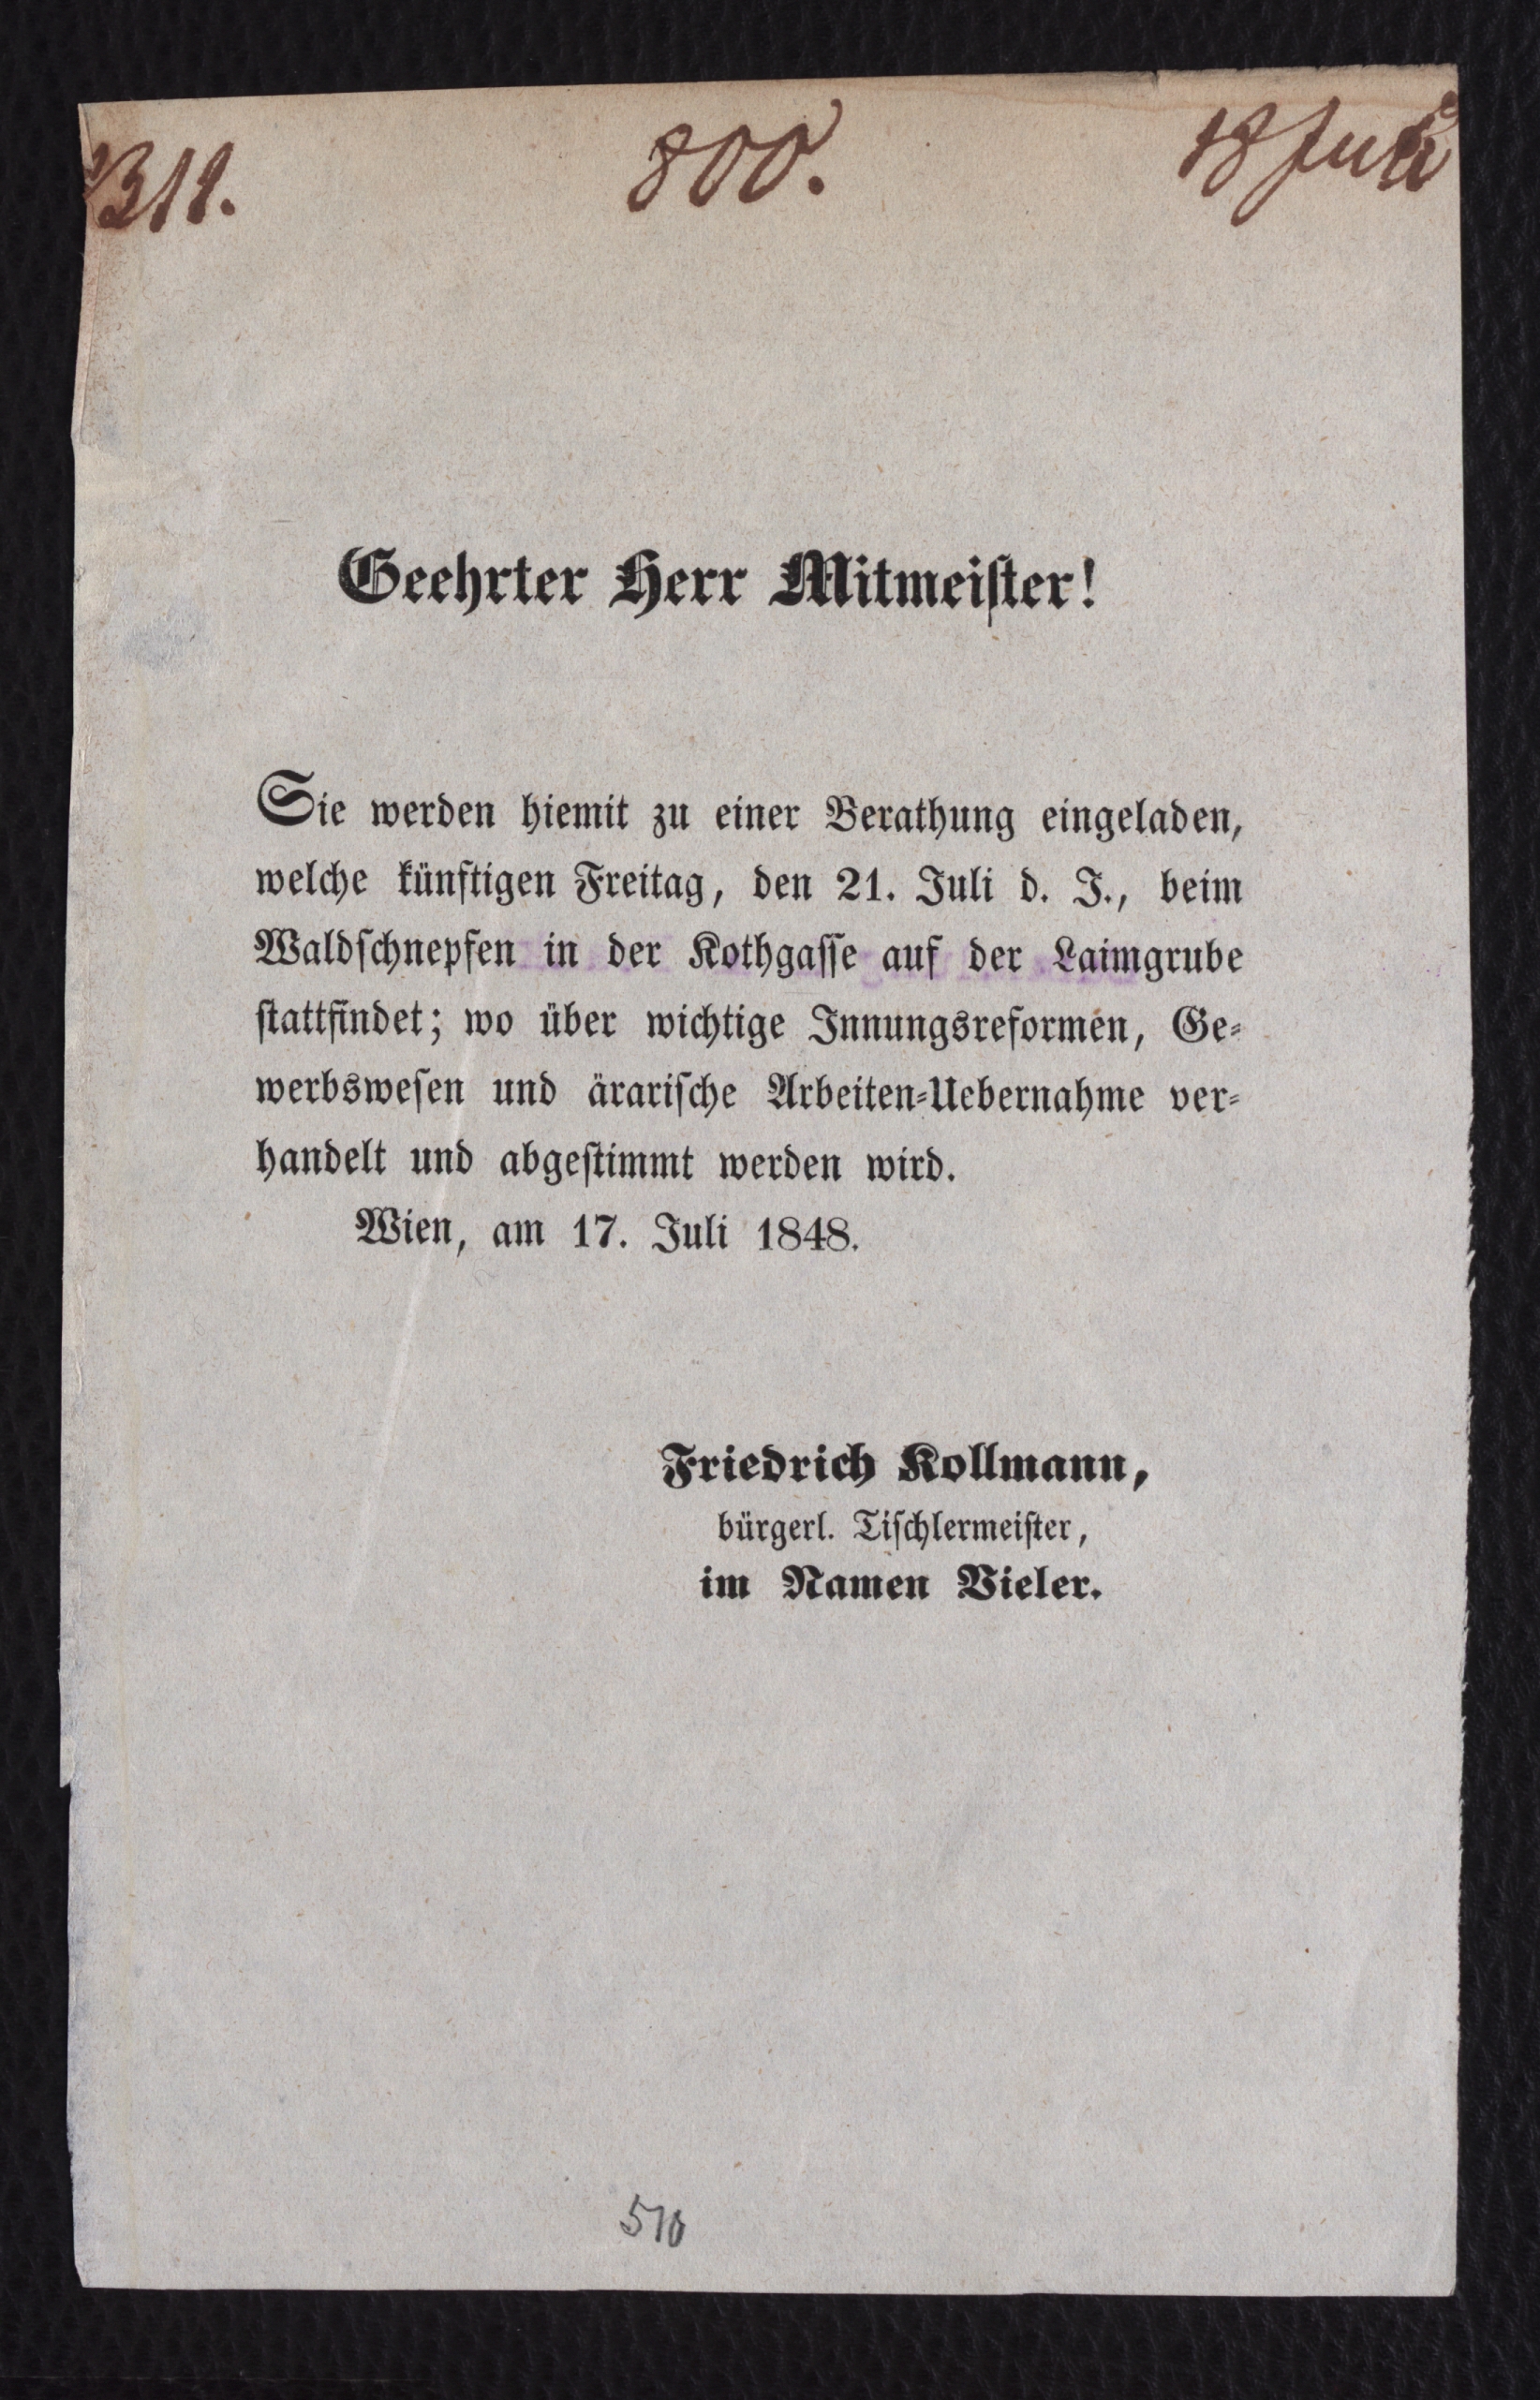 311.
800.
18 Juli
Geehrter Herr Mitmeiſter!
Sie werden hiemit zu einer Berathung eingeladen,
welche künftigen Freitag, den 21. Juli d. J., beim
Waldſchnepfen in der Kothgaſſe auf der Laimgrube
ſtattfindet; wo über wichtige Innungsreformen, Ge-
werbsweſen und ärariſche Arbeiten-Uebernahme ver-
handelt und abgeſtimmt werden wird.
Wien, am 17. Juli 1848.
Friedrich Kollmann,
bürgerl. Tiſchlermeiſter,
im Namen Vieler.